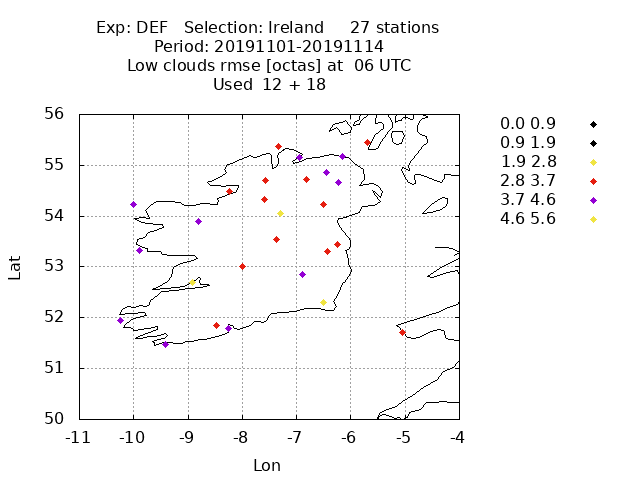 Exp: DEF   Selection: Ireland     27 stations
Period: 20191101-20191114
Low clouds rmse [octas] at  06 UTC
Used  12 + 18
56
55
54
53
52
51
50
-11 -10 -9 -8 -7 -6 -5 -4
Lat
Lon
0.0 0.9
0.9 1.9
1.9 2.8
2.8 3.7
3.7 4.6
4.6 5.6